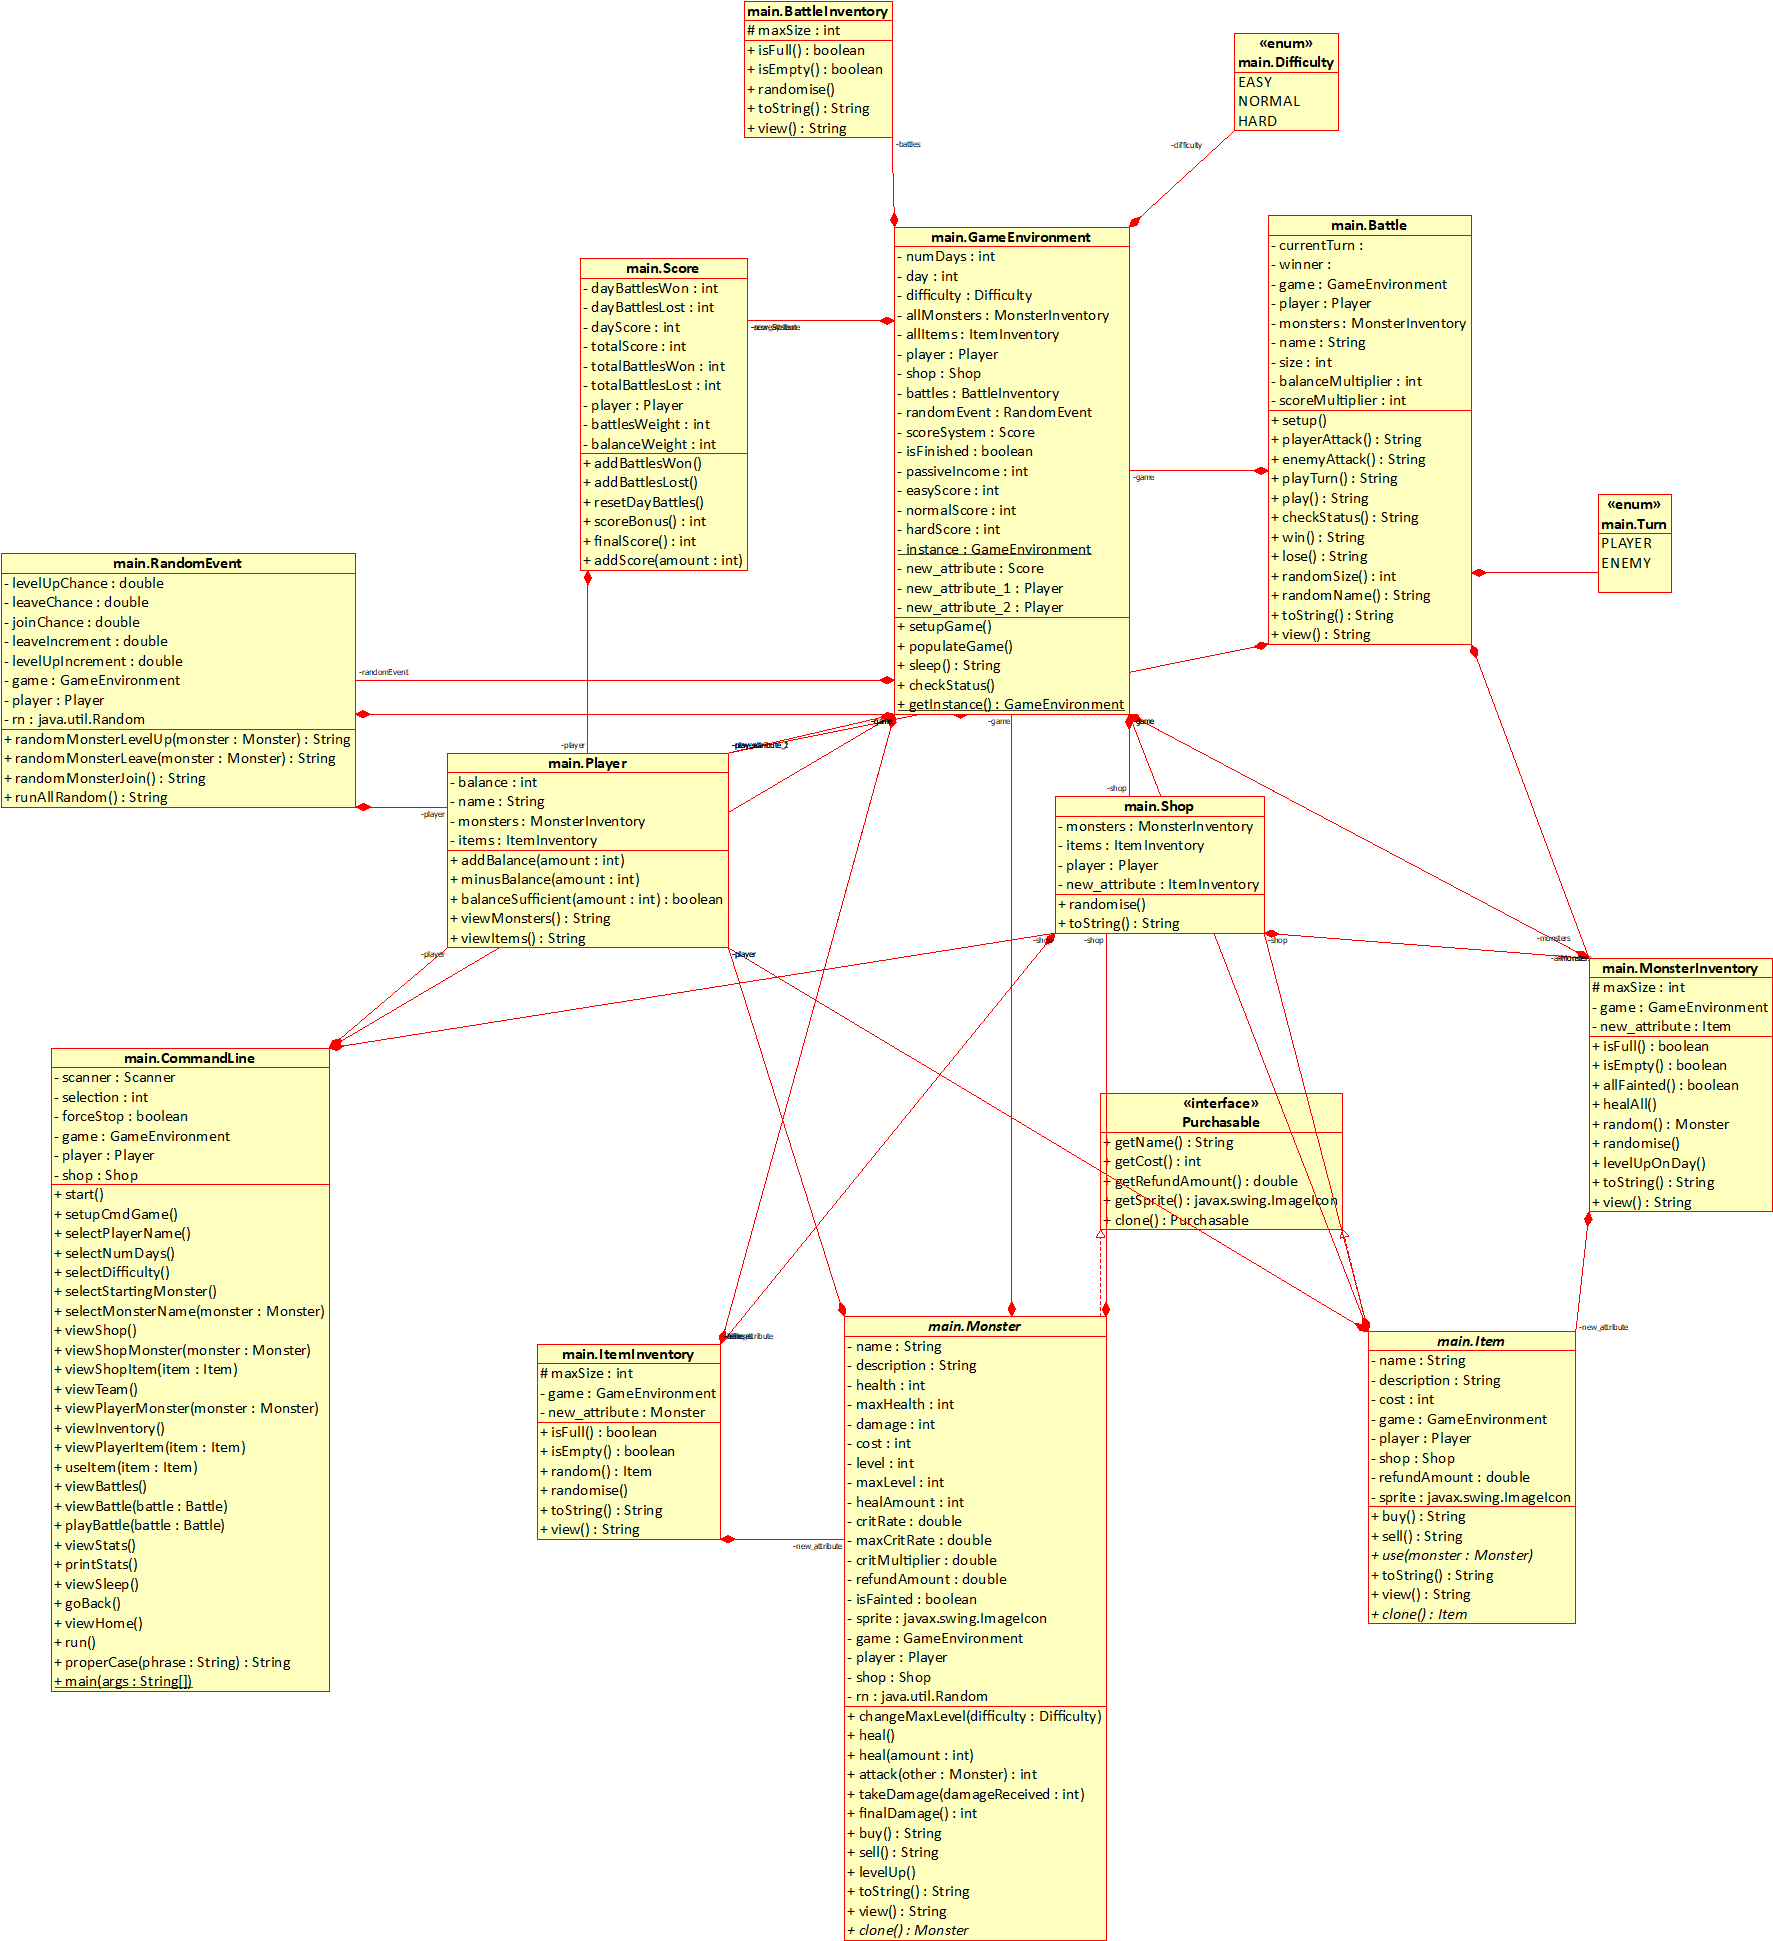 main.BattleInventory
# maxSize : int
+ isFull() : boolean
+ isEmpty() : boolean
+ randomise()
+ toString() : String
+ view() : String
«enum»
main.Difficulty
EASY
NORMAL
HARD
-battles
-difficulty
main.GameEnvironment
- numDays : int
- day : int
- difficulty : Difficulty
- allMonsters : MonsterInventory
- allItems : ItemInventory
- player : Player
- shop : Shop
- battles : BattleInventory
- randomEvent : RandomEvent
- scoreSystem : Score
- isFinished : boolean
- passiveIncome : int
- easyScore : int
- normalScore : int
- hardScore : int
- instance : GameEnvironment
- new_attribute : Score
- new_attribute_1 : Player
- new_attribute_2 : Player
+ setupGame()
+ populateGame()
+ sleep() : String
+ checkStatus()
+ getInstance() : GameEnvironment
main.Battle
- currentTurn :
- winner :
- game : GameEnvironment
- player : Player
- monsters : MonsterInventory
- name : String
- size : int
- balanceMultiplier : int
- scoreMultiplier : int
+ setup()
+ playerAttack() : String
+ enemyAttack() : String
+ playTurn() : String
+ play() : String
+ checkStatus() : String
+ win() : String
+ lose() : String
+ randomSize() : int
+ randomName() : String
+ toString() : String
+ view() : String
main.Score
- dayBattlesWon : int
- dayBattlesLost : int
- dayScore : int
- totalScore : int
- totalBattlesWon : int
- totalBattlesLost : int
- player : Player
- battlesWeight : int
- balanceWeight : int
+ addBattlesWon()
+ addBattlesLost()
+ resetDayBattles()
+ scoreBonus() : int
+ finalScore() : int
+ addScore(amount : int)
-game
«enum»
main.Turn
PLAYER
ENEMY
main.RandomEvent
- levelUpChance : double
- leaveChance : double
- joinChance : double
- leaveIncrement : double
- levelUpIncrement : double
- game : GameEnvironment
- player : Player
- rn : java.util.Random
+ randomMonsterLevelUp(monster : Monster) : String
+ randomMonsterLeave(monster : Monster) : String
+ randomMonsterJoin() : String
+ runAllRandom() : String
-randomEvent
-game
-game
-game
-player
-player
-shop
main.Player
- balance : int
- name : String
- monsters : MonsterInventory
- items : ItemInventory
+ addBalance(amount : int)
+ minusBalance(amount : int)
+ balanceSufficient(amount : int) : boolean
+ viewMonsters() : String
+ viewItems() : String
main.Shop
- monsters : MonsterInventory
- items : ItemInventory
- player : Player
- new_attribute : ItemInventory
+ randomise()
+ toString() : String
-player
-player
-shop
-shop
-shop
-monsters
main.MonsterInventory
# maxSize : int
- game : GameEnvironment
- new_attribute : Item
+ isFull() : boolean
+ isEmpty() : boolean
+ allFainted() : boolean
+ healAll()
+ random() : Monster
+ randomise()
+ levelUpOnDay()
+ toString() : String
+ view() : String
main.CommandLine
- scanner : Scanner
- selection : int
- forceStop : boolean
- game : GameEnvironment
- player : Player
- shop : Shop
+ start()
+ setupCmdGame()
+ selectPlayerName()
+ selectNumDays()
+ selectDifficulty()
+ selectStartingMonster()
+ selectMonsterName(monster : Monster)
+ viewShop()
+ viewShopMonster(monster : Monster)
+ viewShopItem(item : Item)
+ viewTeam()
+ viewPlayerMonster(monster : Monster)
+ viewInventory()
+ viewPlayerItem(item : Item)
+ useItem(item : Item)
+ viewBattles()
+ viewBattle(battle : Battle)
+ playBattle(battle : Battle)
+ viewStats()
+ printStats()
+ viewSleep()
+ goBack()
+ viewHome()
+ run()
+ properCase(phrase : String) : String
+ main(args : String[])
«interface»
Purchasable
+ getName() : String
+ getCost() : int
+ getRefundAmount() : double
+ getSprite() : javax.swing.ImageIcon
+ clone() : Purchasable
main.ItemInventory
# maxSize : int
- game : GameEnvironment
- new_attribute : Monster
+ isFull() : boolean
+ isEmpty() : boolean
+ random() : Item
+ randomise()
+ toString() : String
+ view() : String
-new_attribute
main.Monster
- name : String
- description : String
- health : int
- maxHealth : int
- damage : int
- cost : int
- level : int
- maxLevel : int
- healAmount : int
- critRate : double
- maxCritRate : double
- critMultiplier : double
- refundAmount : double
- isFainted : boolean
- sprite : javax.swing.ImageIcon
- game : GameEnvironment
- player : Player
- shop : Shop
- rn : java.util.Random
+ changeMaxLevel(difficulty : Difficulty)
+ heal()
+ heal(amount : int)
+ attack(other : Monster) : int
+ takeDamage(damageReceived : int)
+ finalDamage() : int
+ buy() : String
+ sell() : String
+ levelUp()
+ toString() : String
+ view() : String
+ clone() : Monster
-new_attribute
main.Item
- name : String
- description : String
- cost : int
- game : GameEnvironment
- player : Player
- shop : Shop
- refundAmount : double
- sprite : javax.swing.ImageIcon
+ buy() : String
+ sell() : String
+ use(monster : Monster)
+ toString() : String
+ view() : String
+ clone() : Item